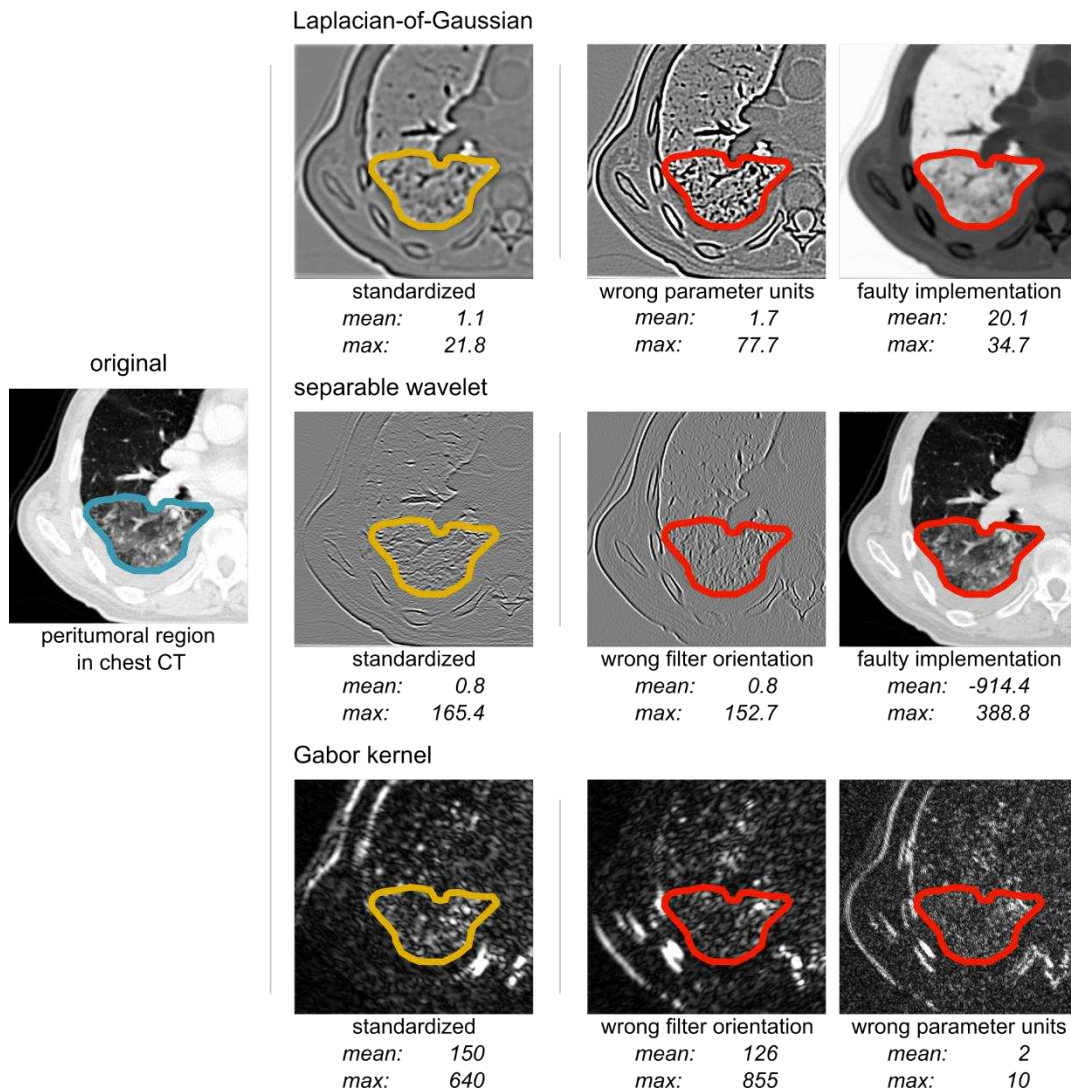 Laplacian-of-Gaussian
standardized
mean: 1.1
max: 21.8
wrong parameter units
mean: 1.7
max: 77.7
faulty implementation
mean: 20.1
max: 34.7
original
peritumoral region
in chest CT
separable wavelet
standardized
mean: 0.8
max: 165.4
wrong filter orientation
mean: 0.8
max: 152.7
faulty implementation
mean: -914.4
max: 388.8
Gabor kernel
standardized
mean: 150
max: 640
wrong filter orientation
mean: 126
max: 855
wrong parameter units
mean: 2
max: 10